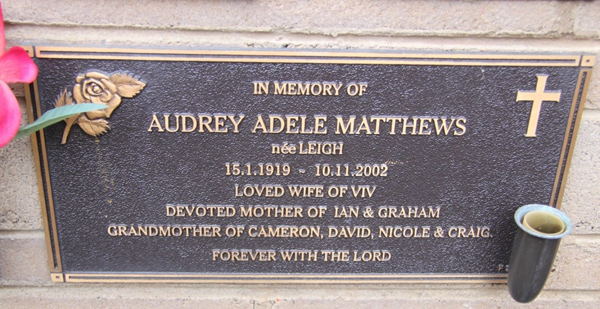 IN MEMORY OF
AUDREY ADELE MATTHEWS
née LEIGH
15.1.1919 - 10.11.2002
LOVED WIFE OF VIV
DEVOTED MOTHER OF IAN & GRAHAM
GRANDMOTHER OF CAMERON, DAVID, NICOLE & CRAIG.
FOREVER WITH THE LORD